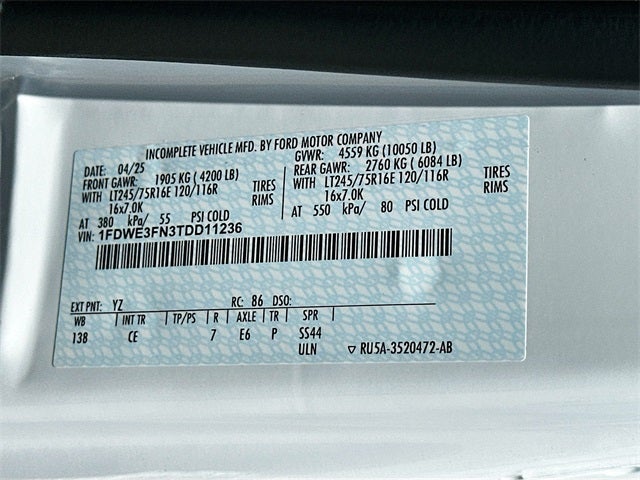 INCOMPLETE VEHICLE MFD. BY FORD MOTOR COMPANY
DATE: 04/25 GVWR: 4559 KG (10050 LB)
FRONT GAWR: 1905 KG (4200 LB) REAR GAWR: 2760 KG (6084 LB)
WITH LT245/75R16E 120/116R TIRES WITH LT245/75R16E 120/116R TIRES
16x7.0K RIMS 16x7.0K RIMS
AT 380 kPa/ 55 PSI COLD AT 550 kPa/ 80 PSI COLD
VIN: 1FDWE3FN3TDD11236
EXT PNT: YZ RC: 86 DSO:
WB INT TR TP/PS R AXLE TR SPR
138 CE 7 E6 P SS44
ULN ▽ RU5A-3520472-AB